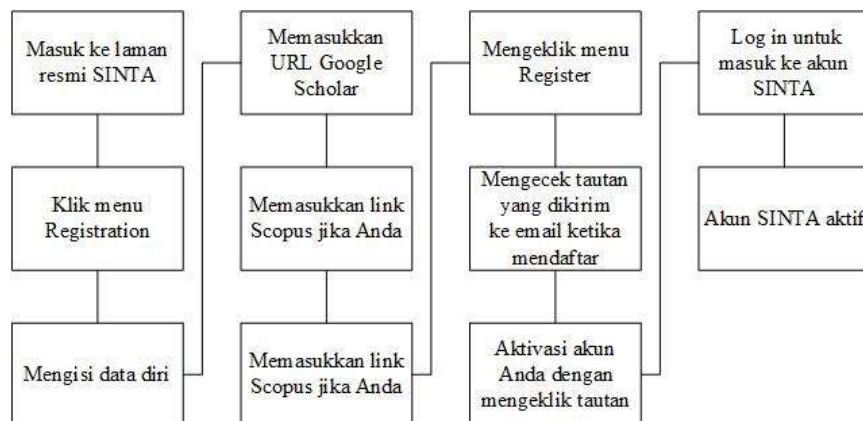 Masuk ke laman
resmi SINTA
Klik menu
Registration
Mengisi data diri
Memasukkan
URL Google
Scholar
Memasukkan link
Scopus jika Anda
Memasukkan link
Scopus jika Anda
Mengeklik menu
Register
Mengecek tautan
yang dikirim
ke email ketika
mendaftar
Aktivasi akun
Anda dengan
mengeklik tautan
Log in untuk
masuk ke akun
SINTA
Akun SINTA aktif